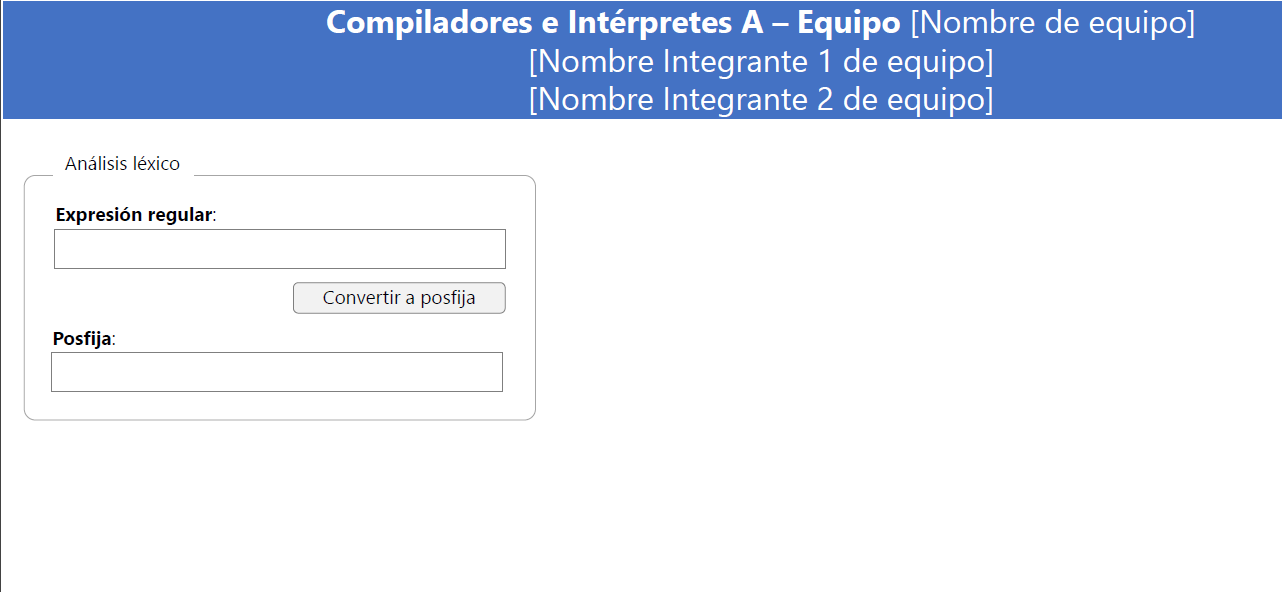 Compiladores e Intérpretes A – Equipo [Nombre de equipo]
[Nombre Integrante 1 de equipo]
[Nombre Integrante 2 de equipo]
Análisis léxico
Expresión regular:
Convertir a posfija
Posfija: